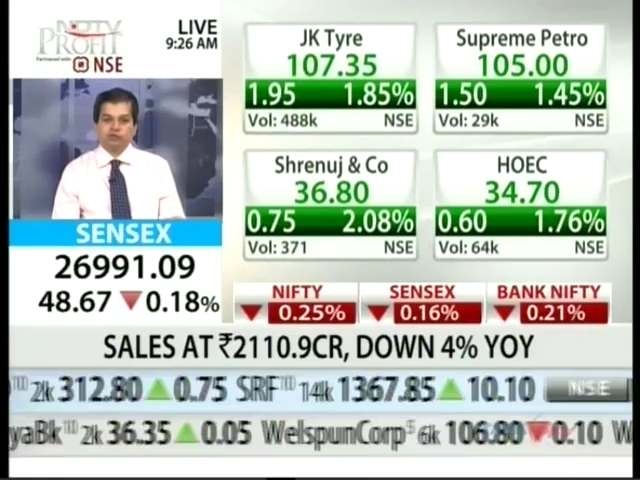 NDTV
PROFIT
Partnered with NSE
LIVE
9:26 AM
JK Tyre
107.35
1.95 1.85%
Vol: 488k NSE
Supreme Petro
105.00
1.50 1.45%
Vol: 29k NSE
Shrenuj & Co
36.80
0.75 2.08%
Vol: 371 NSE
HOEC
34.70
0.60 1.76%
Vol: 64k NSE
SENSEX
26991.09
48.67 ▼ 0.18%
NIFTY
▼ 0.25%
SENSEX
▼ 0.16%
BANK NIFTY
▼ 0.21%
SALES AT ₹2110.9CR, DOWN 4% YOY
2k 312.80 ▲ 0.75 SRF 14k 1367.85 ▲ 10.10 NSE
yaBk 2k 36.35 ▲ 0.05 WelspunCorp 6k 106.80 ▼ 0.10 W